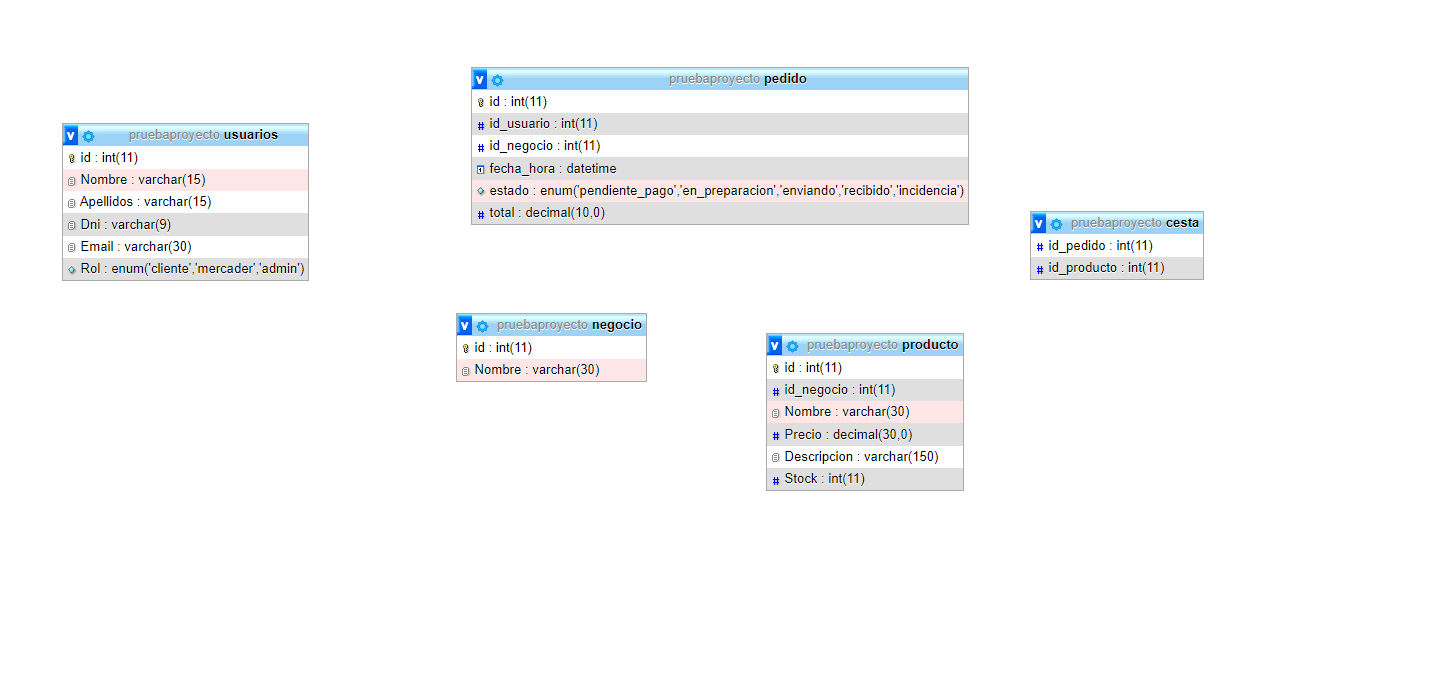 pruebaproyecto usuarios
id : int(11)
Nombre : varchar(15)
Apellidos : varchar(15)
Dni : varchar(9)
Email : varchar(30)
Rol : enum('cliente','mercader','admin')
pruebaproyecto pedido
id : int(11)
id_usuario : int(11)
id_negocio : int(11)
fecha_hora : datetime
estado : enum('pendiente_pago','en_preparacion','enviando','recibido','incidencia')
total : decimal(10,0)
pruebaproyecto cesta
id_pedido : int(11)
id_producto : int(11)
pruebaproyecto negocio
id : int(11)
Nombre : varchar(30)
pruebaproyecto producto
id : int(11)
id_negocio : int(11)
Nombre : varchar(30)
Precio : decimal(30,0)
Descripcion : varchar(150)
Stock : int(11)